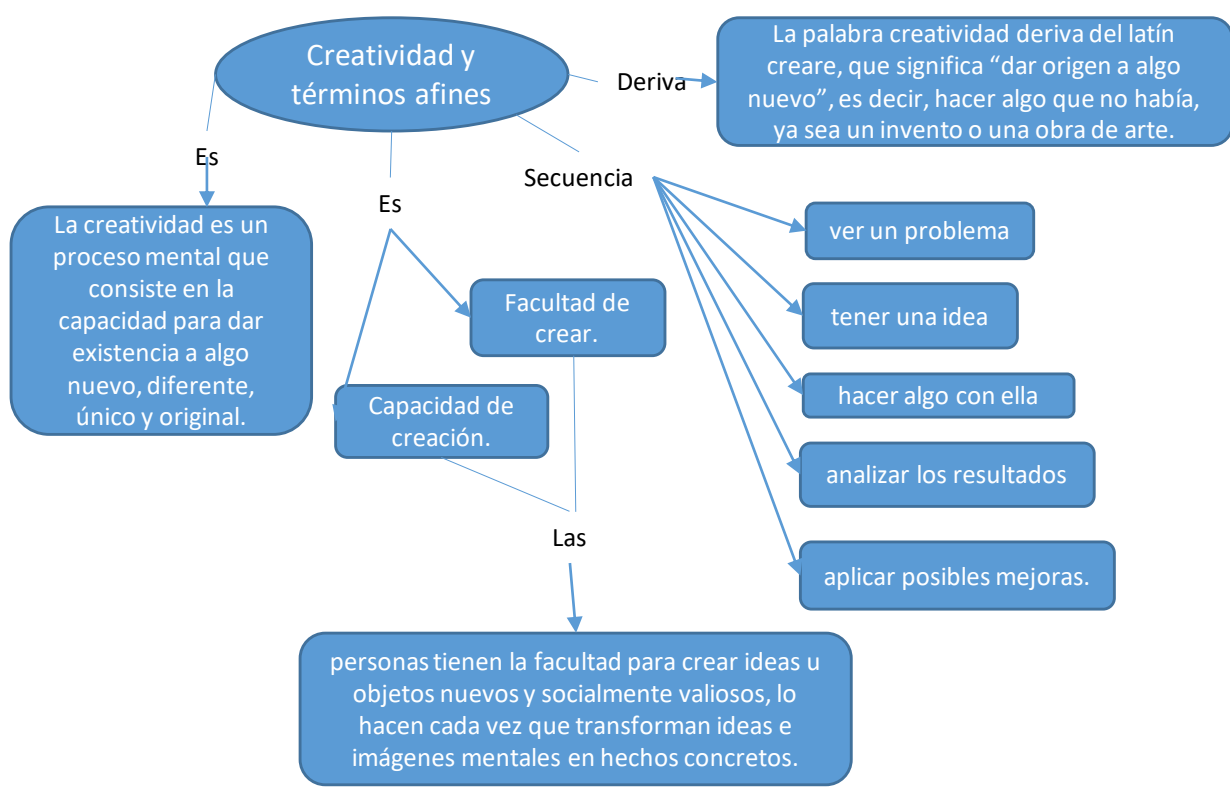 Creatividad y
términos afines
Deriva
La palabra creatividad deriva del latín
creare, que significa “dar origen a algo
nuevo”, es decir, hacer algo que no había,
ya sea un invento o una obra de arte.
Es
La creatividad es un
proceso mental que
consiste en la
capacidad para dar
existencia a algo
nuevo, diferente,
único y original.
Es
Facultad de
crear.
Capacidad de
creación.
Las
personas tienen la facultad para crear ideas u
objetos nuevos y socialmente valiosos, lo
hacen cada vez que transforman ideas e
imágenes mentales en hechos concretos.
Secuencia
ver un problema
tener una idea
hacer algo con ella
analizar los resultados
aplicar posibles mejoras.